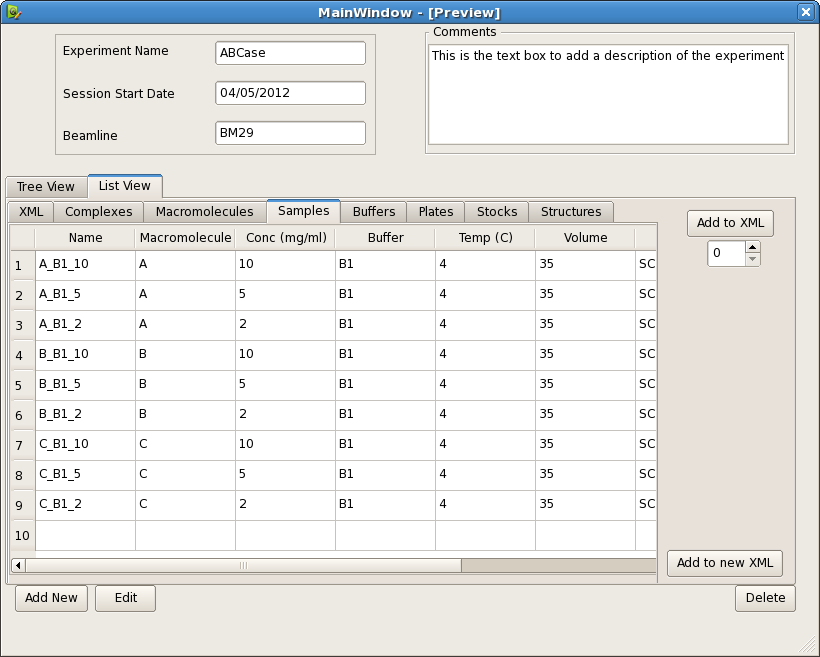 MainWindow - [Preview]
Experiment Name ABCase
Session Start Date 04/05/2012
Beamline BM29
Comments
This is the text box to add a description of the experiment
Tree View List View
XML Complexes Macromolecules Samples Buffers Plates Stocks Structures
Add to XML
0
Name Macromolecule Conc (mg/ml) Buffer Temp (C) Volume
1 A_B1_10 A 10 B1 4 35 SC
2 A_B1_5 A 5 B1 4 35 SC
3 A_B1_2 A 2 B1 4 35 SC
4 B_B1_10 B 10 B1 4 35 SC
5 B_B1_5 B 5 B1 4 35 SC
6 B_B1_2 B 2 B1 4 35 SC
7 C_B1_10 C 10 B1 4 35 SC
8 C_B1_5 C 5 B1 4 35 SC
9 C_B1_2 C 2 B1 4 35 SC
10
Add to new XML
Add New Edit Delete